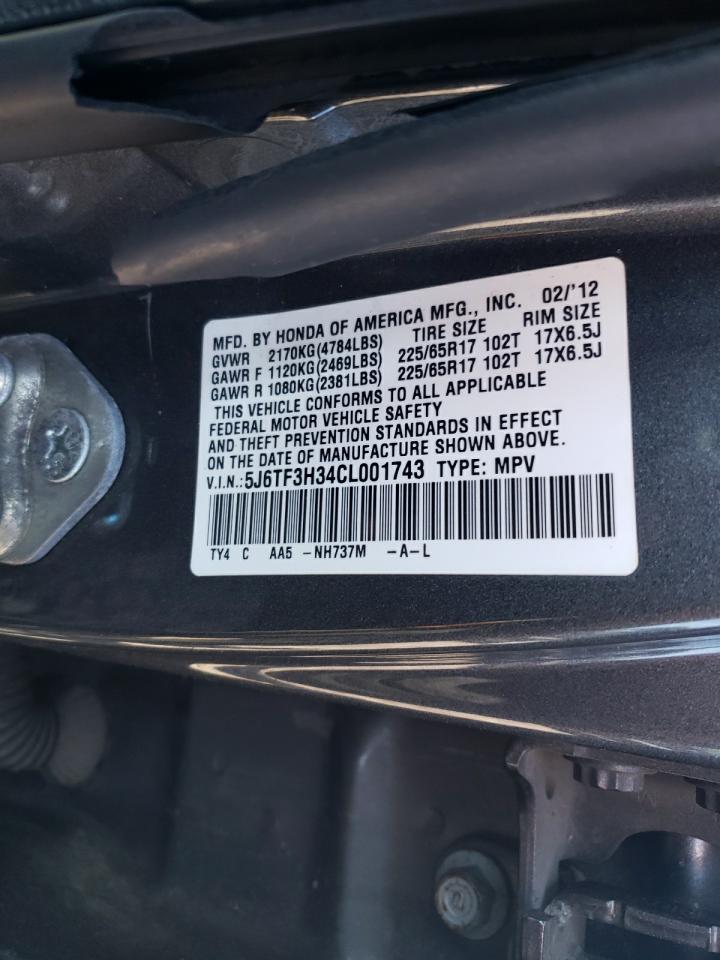 MFD. BY HONDA OF AMERICA MFG., INC. 02/'12
GVWR 2170KG(4784LBS) TIRE SIZE RIM SIZE
GAWR F 1120KG(2469LBS) 225/65R17 102T 17X6.5J
GAWR R 1080KG(2381LBS) 225/65R17 102T 17X6.5J
THIS VEHICLE CONFORMS TO ALL APPLICABLE
FEDERAL MOTOR VEHICLE SAFETY
AND THEFT PREVENTION STANDARDS IN EFFECT
ON THE DATE OF MANUFACTURE SHOWN ABOVE.
V.I.N.:5J6TF3H34CL001743 TYPE: MPV
TY4 C AA5 -NH737M -A-L